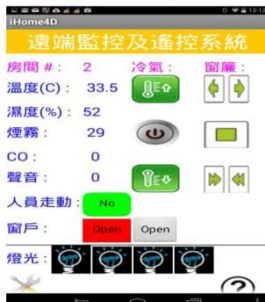 12:12
iHome4D
遠端監控及遙控系統
房間 #： 2 冷氣： 窗簾：
溫度(C)： 33.5
濕度(%)： 52
煙霧： 29
CO： 0
聲音： 0
人員走動： No
窗戶： Open Open
燈光：